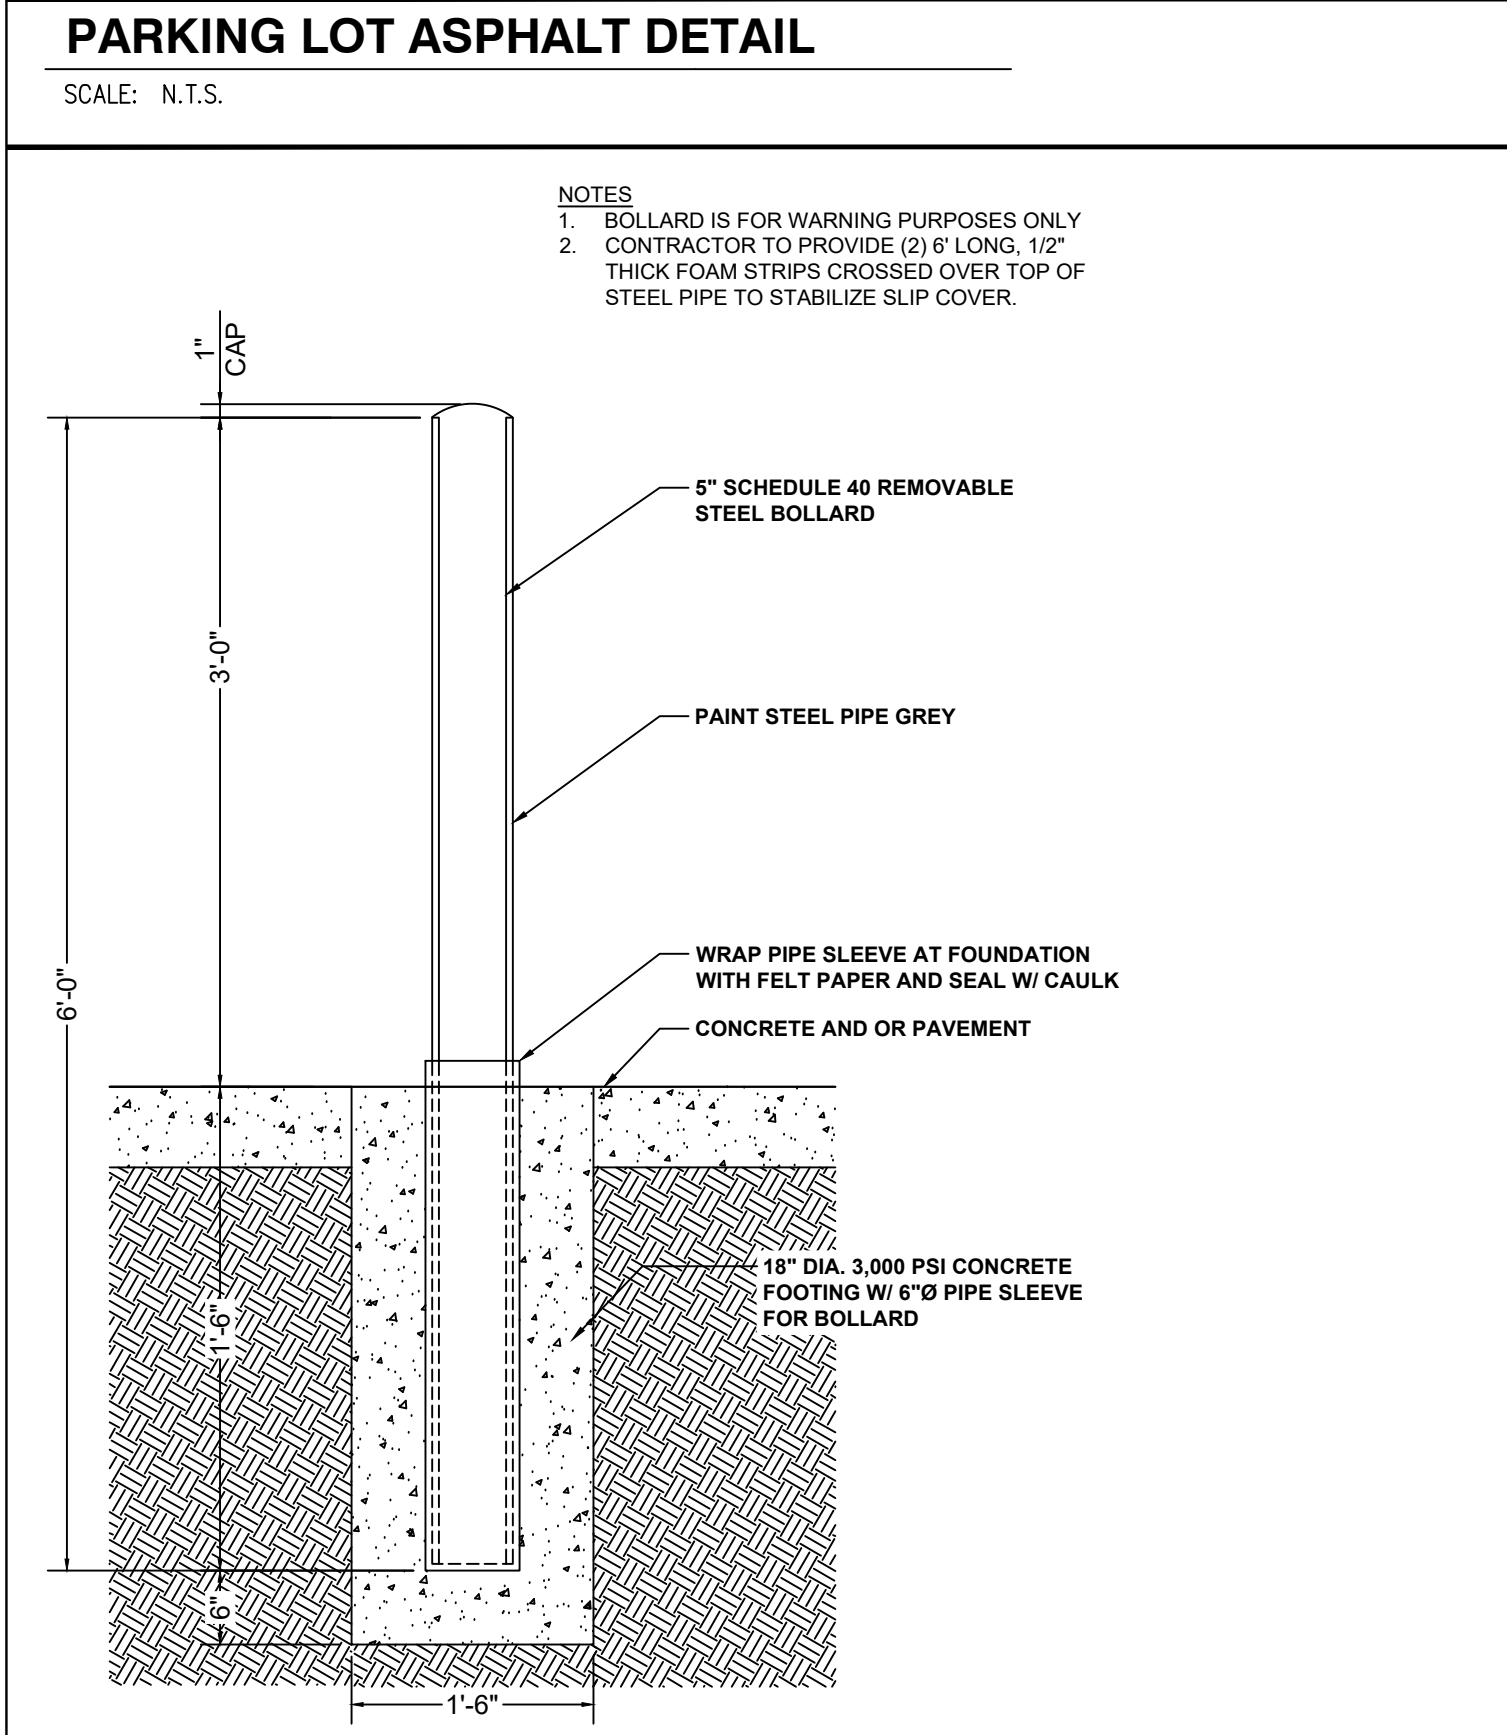 PARKING LOT ASPHALT DETAIL
SCALE: N.T.S.
NOTES
1. BOLLARD IS FOR WARNING PURPOSES ONLY
2. CONTRACTOR TO PROVIDE (2) 6' LONG, 1/2"
THICK FOAM STRIPS CROSSED OVER TOP OF
STEEL PIPE TO STABILIZE SLIP COVER.
1"
CAP
5" SCHEDULE 40 REMOVABLE
STEEL BOLLARD
3'-0"
PAINT STEEL PIPE GREY
6'-0"
WRAP PIPE SLEEVE AT FOUNDATION
WITH FELT PAPER AND SEAL W/ CAULK
CONCRETE AND OR PAVEMENT
1'-6"
18" DIA. 3,000 PSI CONCRETE
FOOTING W/ 6"Ø PIPE SLEEVE
FOR BOLLARD
6"
1'-6"